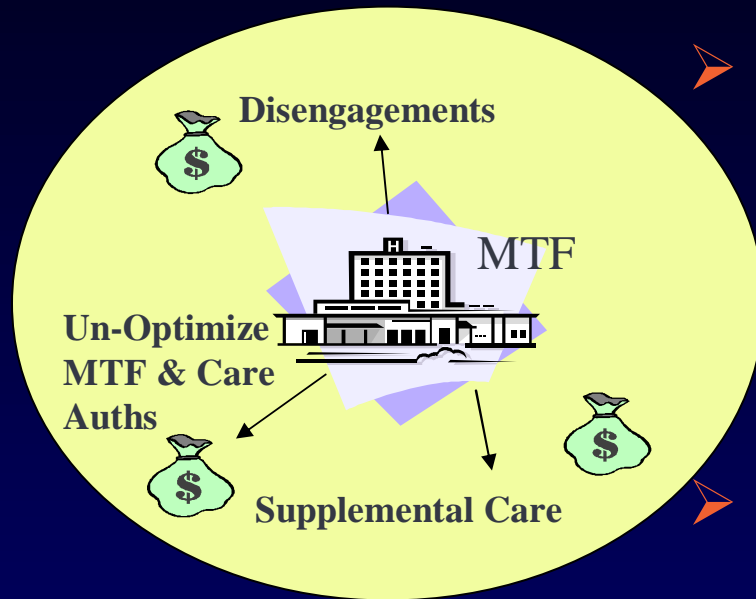 Disengagements
$
H
MTF
Un-Optimize
MTF & Care
Auths
$
$
Supplemental Care